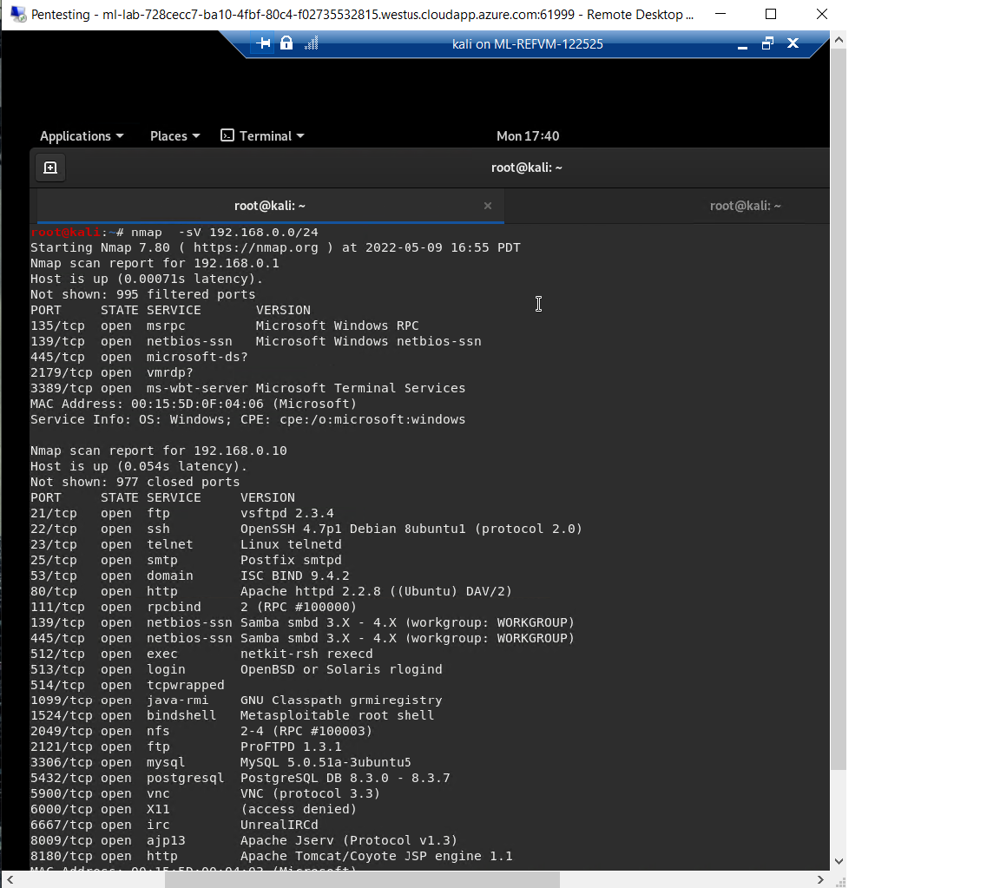 Pentesting - ml-lab-728cecc7-ba10-4fbf-80c4-f02735532815.westus.cloudapp.azure.com:61999 - Remote Desktop ...
kali on ML-REFVM-122525
Applications Places Terminal Mon 17:40
root@kali: ~
root@kali: ~ × root@kali: ~
root@kali:~# nmap  -sV 192.168.0.0/24
Starting Nmap 7.80 ( https://nmap.org ) at 2022-05-09 16:55 PDT
Nmap scan report for 192.168.0.1
Host is up (0.00071s latency).
Not shown: 995 filtered ports
PORT     STATE SERVICE       VERSION
135/tcp  open  msrpc         Microsoft Windows RPC
139/tcp  open  netbios-ssn   Microsoft Windows netbios-ssn
445/tcp  open  microsoft-ds?
2179/tcp open  vmrdp?
3389/tcp open  ms-wbt-server Microsoft Terminal Services
MAC Address: 00:15:5D:0F:04:06 (Microsoft)
Service Info: OS: Windows; CPE: cpe:/o:microsoft:windows
Nmap scan report for 192.168.0.10
Host is up (0.054s latency).
Not shown: 977 closed ports
PORT     STATE SERVICE     VERSION
21/tcp   open  ftp         vsftpd 2.3.4
22/tcp   open  ssh         OpenSSH 4.7p1 Debian 8ubuntu1 (protocol 2.0)
23/tcp   open  telnet      Linux telnetd
25/tcp   open  smtp        Postfix smtpd
53/tcp   open  domain      ISC BIND 9.4.2
80/tcp   open  http        Apache httpd 2.2.8 ((Ubuntu) DAV/2)
111/tcp  open  rpcbind     2 (RPC #100000)
139/tcp  open  netbios-ssn Samba smbd 3.X - 4.X (workgroup: WORKGROUP)
445/tcp  open  netbios-ssn Samba smbd 3.X - 4.X (workgroup: WORKGROUP)
512/tcp  open  exec        netkit-rsh rexecd
513/tcp  open  login       OpenBSD or Solaris rlogind
514/tcp  open  tcpwrapped
1099/tcp open  java-rmi    GNU Classpath grmiregistry
1524/tcp open  bindshell   Metasploitable root shell
2049/tcp open  nfs         2-4 (RPC #100003)
2121/tcp open  ftp         ProFTPD 1.3.1
3306/tcp open  mysql       MySQL 5.0.51a-3ubuntu5
5432/tcp open  postgresql  PostgreSQL DB 8.3.0 - 8.3.7
5900/tcp open  vnc         VNC (protocol 3.3)
6000/tcp open  X11         (access denied)
6667/tcp open  irc         UnrealIRCd
8009/tcp open  ajp13       Apache Jserv (Protocol v1.3)
8180/tcp open  http        Apache Tomcat/Coyote JSP engine 1.1
MAC Address: 00:15:5D:00:04:03 (Microsoft)